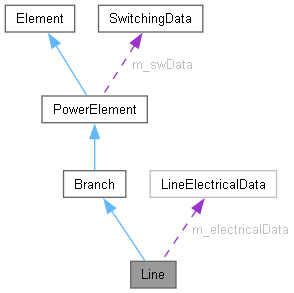 Element
SwitchingData
m_swData
PowerElement
Branch
LineElectricalData
m_electricalData
Line